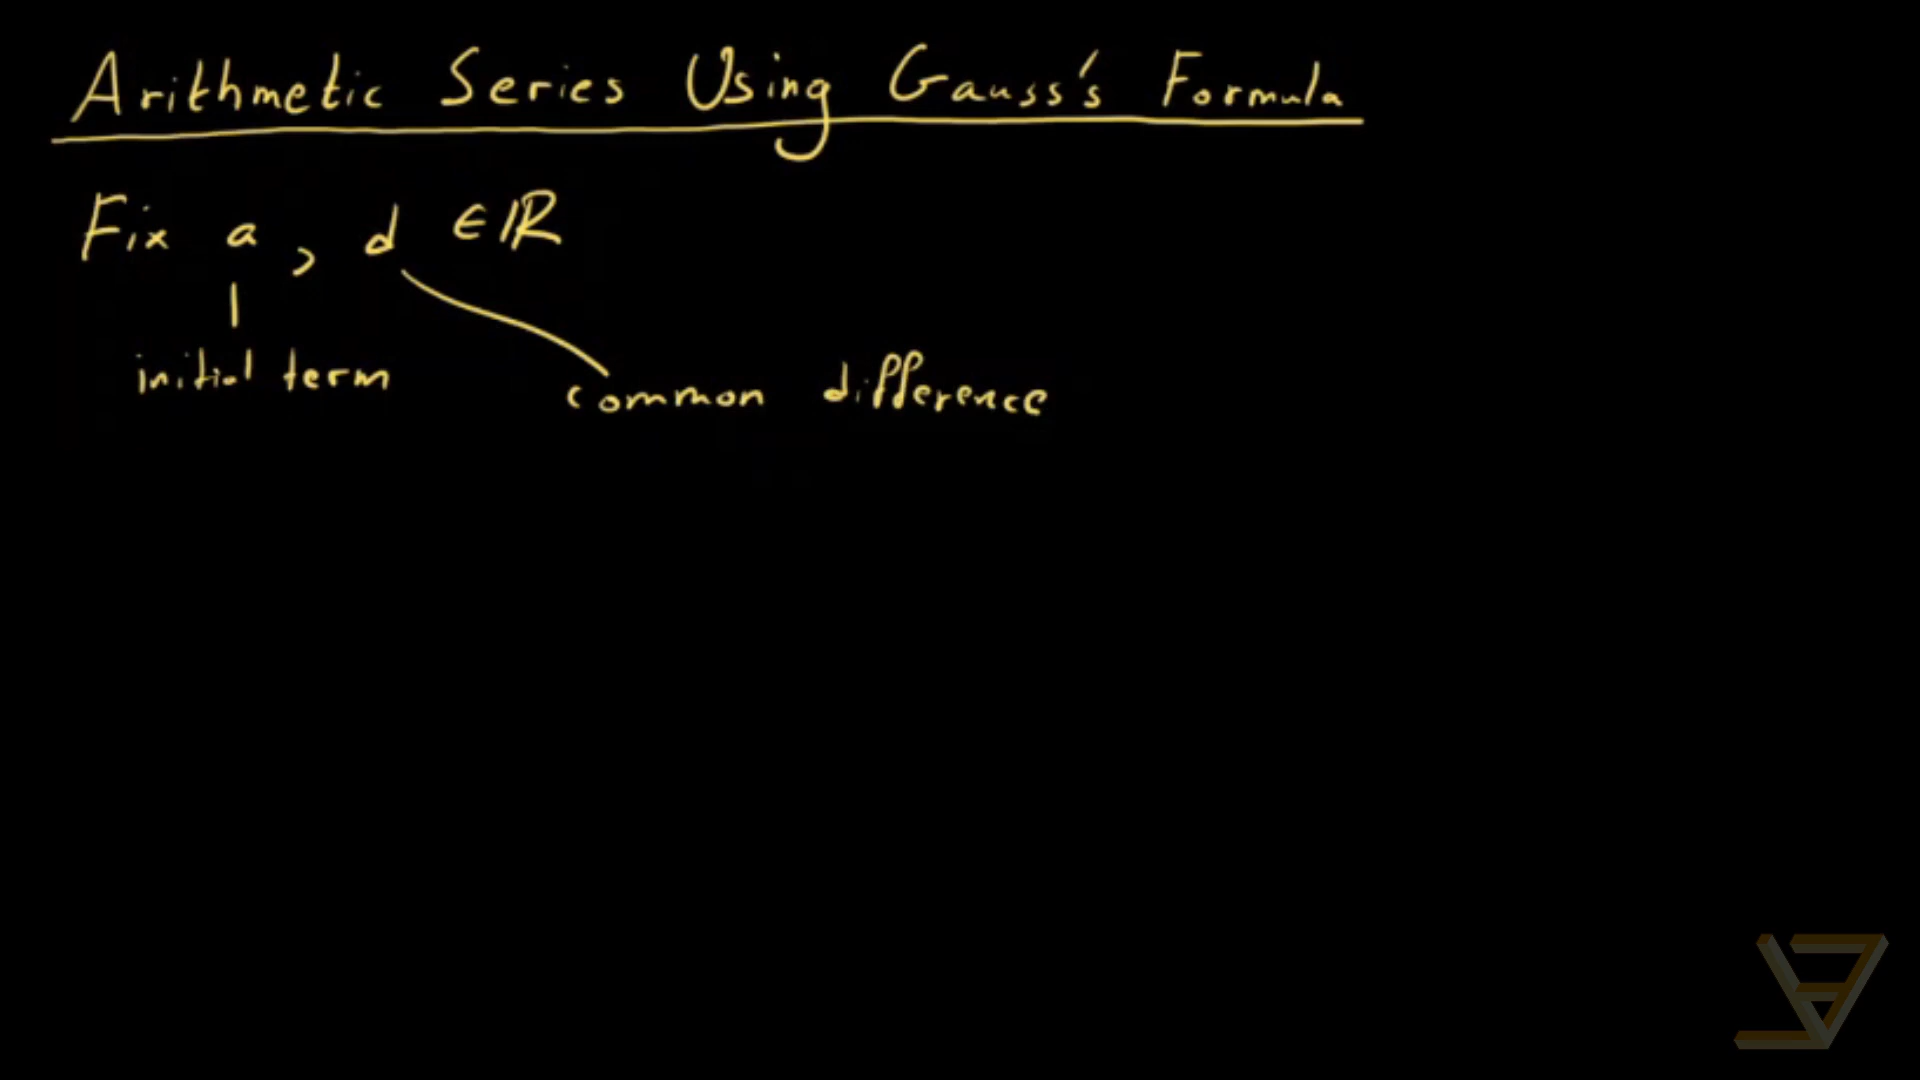 Arithmetic Series Using Gauss's Formula
Fix a, d ∈ ℝ
initial term
common difference